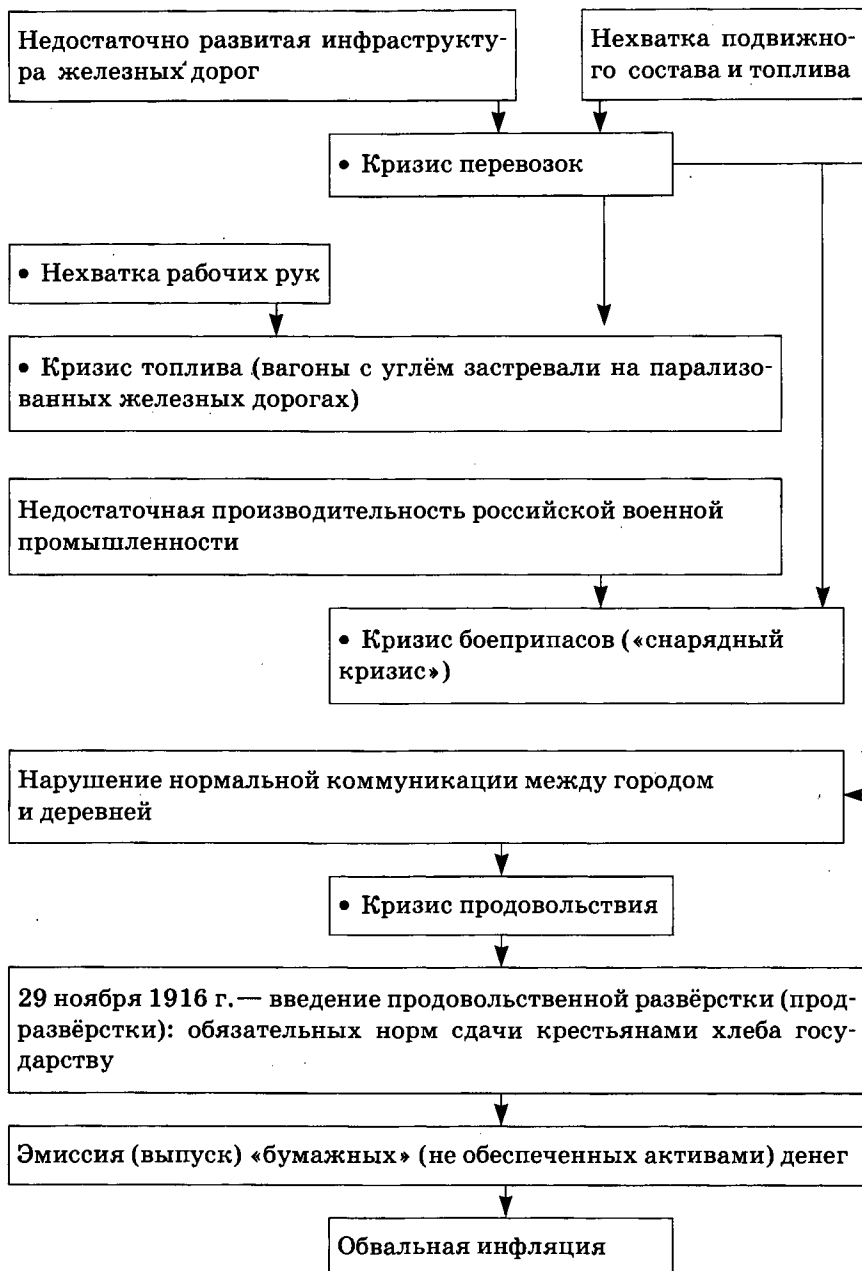 Недостаточно развитая инфраструкту-
ра железных дорог
Нехватка подвижно-
го состава и топлива
• Кризис перевозок
• Нехватка рабочих рук
• Кризис топлива (вагоны с углём застревали на парализо-
ванных железных дорогах)
Недостаточная производительность российской военной
промышленности
• Кризис боеприпасов («снарядный
кризис»)
Нарушение нормальной коммуникации между городом
и деревней
• Кризис продовольствия
29 ноября 1916 г.— введение продовольственной развёрстки (прод-
развёрстки): обязательных норм сдачи крестьянами хлеба госу-
дарству
Эмиссия (выпуск) «бумажных» (не обеспеченных активами) денег
Обвальная инфляция